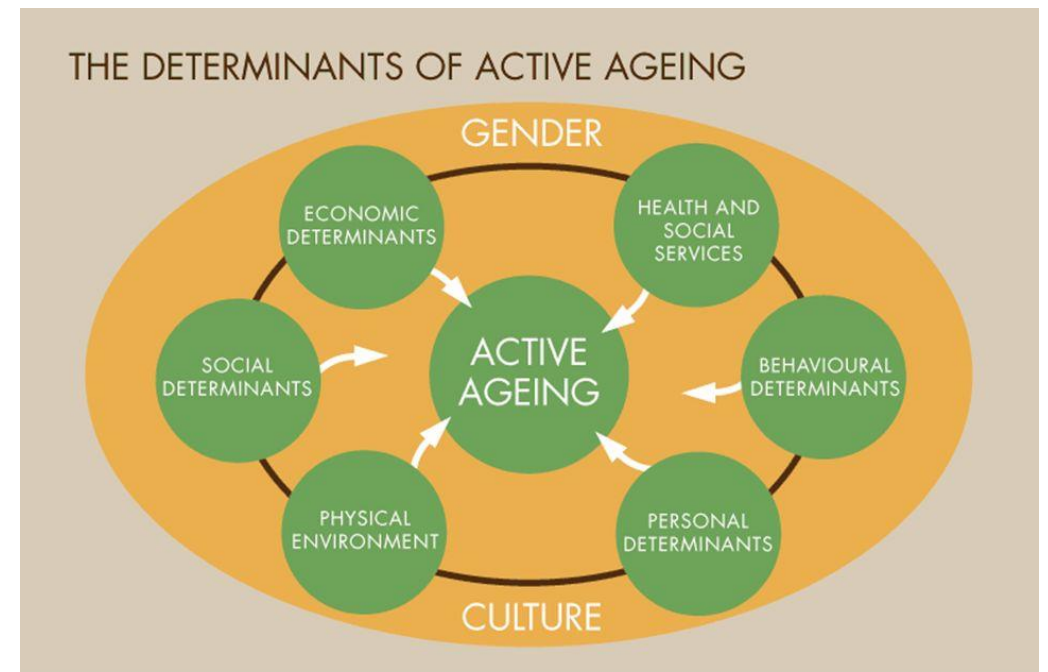 THE DETERMINANTS OF ACTIVE AGEING
GENDER
ECONOMIC
DETERMINANTS
HEALTH AND
SOCIAL
SERVICES
SOCIAL
DETERMINANTS
ACTIVE
AGEING
BEHAVIOURAL
DETERMINANTS
PHYSICAL
ENVIRONMENT
PERSONAL
DETERMINANTS
CULTURE